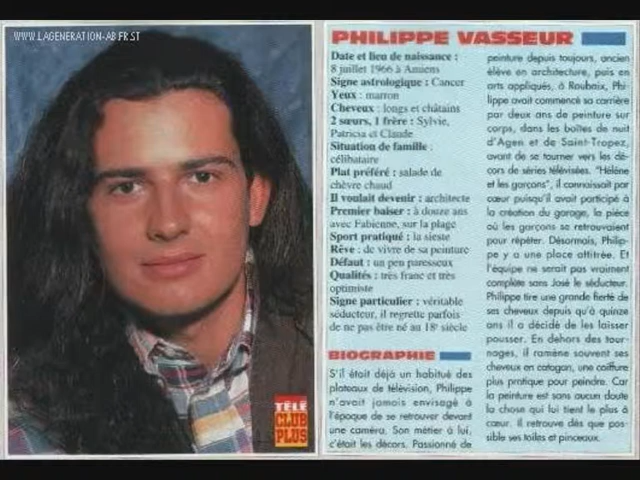 WWW.LAGENERATION-AB.FR.ST
TÉLÉ
CLUB
PLUS
PHILIPPE VASSEUR
Date et lieu de naissance :
8 juillet 1966 à Amiens
Signe astrologique : Cancer
Yeux : marron
Cheveux : longs et châtains
2 sœurs, 1 frère : Sylvie,
Patricia et Claude
Situation de famille :
célibataire
Plat préféré : salade de
chèvre chaud
Il voulait devenir : architecte
Premier baiser : à douze ans
avec Fabienne, sur la plage
Sport pratiqué : la sieste
Rêve : de vivre de sa peinture
Défaut : un peu paresseux
Qualités : très franc et très
optimiste
Signe particulier : véritable
séducteur, il regrette parfois
de ne pas être né au 18e siècle
BIOGRAPHIE
S'il était déjà un habitué des
plateaux de télévision, Philippe
n'avait jamais envisagé à
l'époque de se retrouver devant
une caméra. Son métier à lui,
c'était les décors. Passionné de
peinture depuis toujours, ancien
élève en architecture, puis en
arts appliqués, à Roubaix, Phi-
lippe avait commencé sa carrière
par deux ans de peinture sur
corps, dans les boîtes de nuit
d'Agen et de Saint-Tropez,
avant de se tourner vers les dé-
cors de séries télévisées. "Hélène
et les garçons", il connaissait par
cœur puisqu'il avait participé à
la création du garage, la pièce
où les garçons se retrouvaient
pour répéter. Désormais, Philip-
pe y a une place attitrée. Et
l'équipe ne serait pas vraiment
complète sans José le séducteur.
Philippe tire une grande fierté de
ses cheveux depuis qu'à quinze
ans il a décidé de les laisser
pousser. En dehors des tour-
nages, il ramène souvent ses
cheveux en catogan, une coiffure
plus pratique pour peindre. Car
la peinture est sans aucun doute
la chose qui lui tient le plus à
cœur. Il retrouve dès que pos-
sible ses toiles et pinceaux.